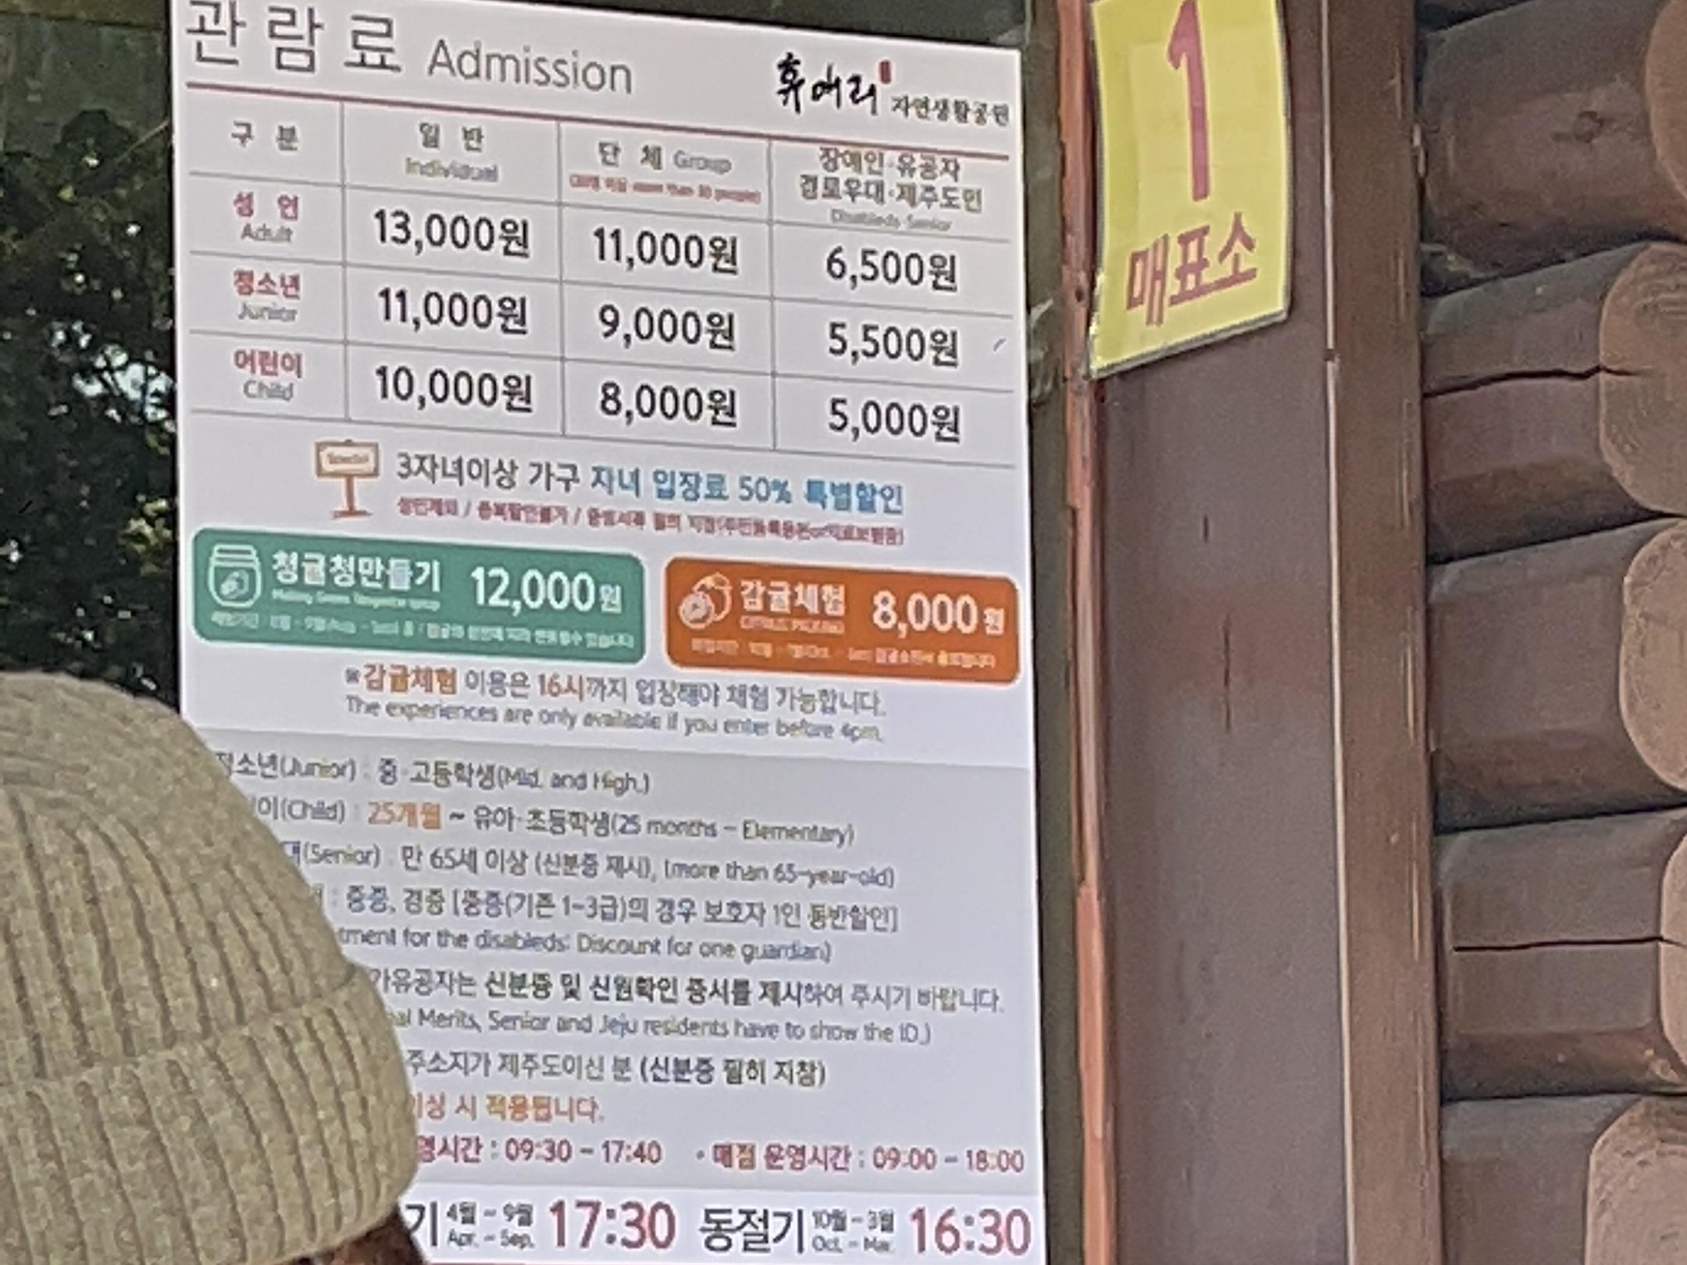 관람료 Admission
휴애리 자연생활공원
구 분
일 반
Individual
단 체 Group
장애인·유공자
경로우대·제주도민
Disableds·Senior
성 인
Adult
13,000원
11,000원
6,500원
청소년
Junior
11,000원
9,000원
5,500원
어린이
Child
10,000원
8,000원
5,000원
Special
3자녀이상 가구 자녀 입장료 50% 특별할인
청귤청만들기 12,000원
감귤체험 8,000원
CITRUS PICKING
※감귤체험 이용은 16시까지 입장해야 체험 가능합니다.
The experiences are only available if you enter before 4pm.
청소년(Junior) : 중·고등학생(Mid. and High.)
이(Child) : 25개월 ~ 유아·초등학생(25 months - Elementary)
대(Senior) : 만 65세 이상 (신분증 제시), (more than 65-year-old)
: 중증, 경증 [중증(기존 1~3급)의 경우 보호자 1인 동반할인]
tment for the disableds: Discount for one guardian)
가유공자는 신분증 및 신원확인 증서를 제시하여 주시기 바랍니다.
al Merits, Senior and Jeju residents have to show the ID.)
주소지가 제주도이신 분 (신분증 필히 지참)
이상 시 적용됩니다.
영시간 : 09:30 - 17:40 • 매점 운영시간 : 09:00 - 18:00
기 4월 - 9월 Apr. - Sep. 17:30 동절기 10월 - 3월 Oct. - Mar. 16:30
1
매표소